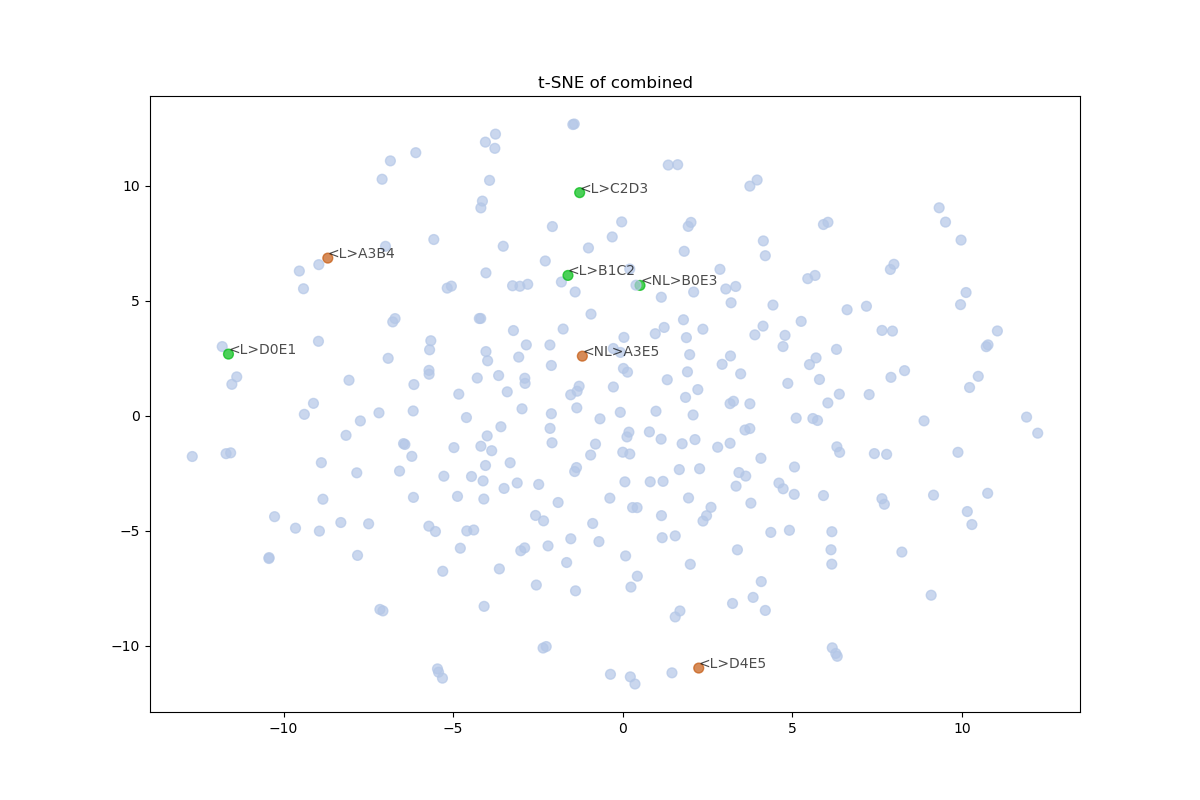 t-SNE of combined
10
5
0
−5
−10
<L>C2D3
<L>A3B4
<L>B1C2
<NL>B0E3
<L>D0E1
<NL>A3E5
<L>D4E5
−10
−5
0
5
10